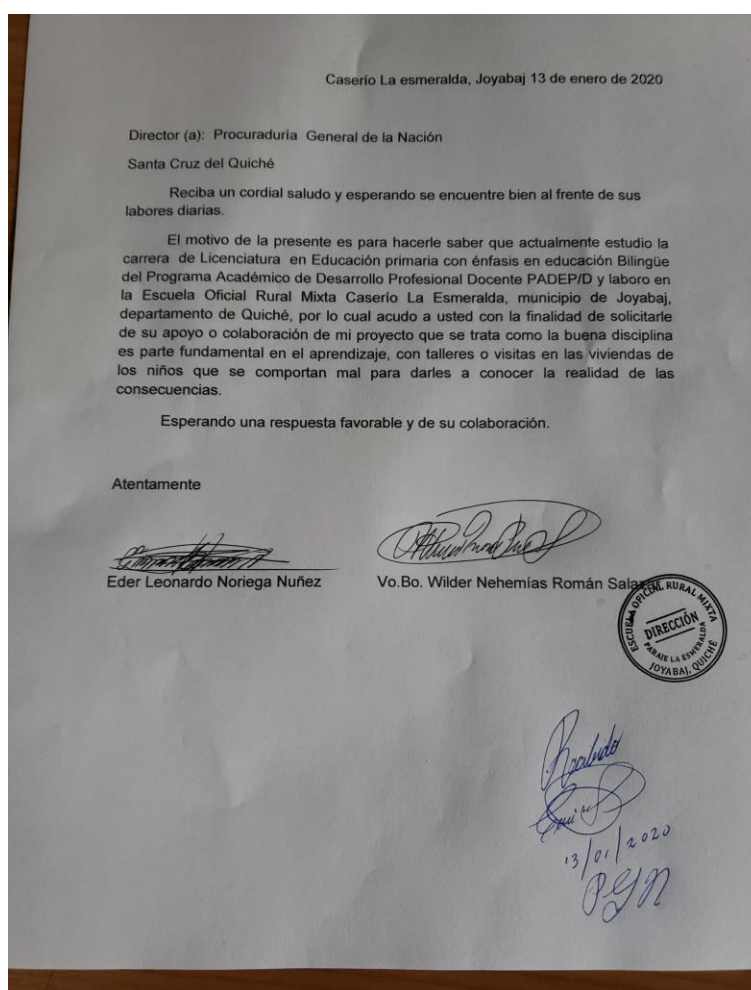 Caserío La esmeralda, Joyabaj 13 de enero de 2020
Director (a): Procuraduría General de la Nación
Santa Cruz del Quiché
Reciba un cordial saludo y esperando se encuentre bien al frente de sus
labores diarias.
El motivo de la presente es para hacerle saber que actualmente estudio la
carrera de Licenciatura en Educación primaria con énfasis en educación Bilingüe
del Programa Académico de Desarrollo Profesional Docente PADEP/D y laboro en
la Escuela Oficial Rural Mixta Caserío La Esmeralda, municipio de Joyabaj,
departamento de Quiché, por lo cual acudo a usted con la finalidad de solicitarle
de su apoyo o colaboración de mi proyecto que se trata como la buena disciplina
es parte fundamental en el aprendizaje, con talleres o visitas en las viviendas de
los niños que se comportan mal para darles a conocer la realidad de las
consecuencias.
Esperando una respuesta favorable y de su colaboración.
Atentamente
Eder Leonardo Noriega Nuñez
Vo.Bo. Wilder Nehemías Román Salazar
ESCUELA OFICIAL RURAL MIXTA
DIRECCIÓN
PARAJE LA ESMERALDA
JOYABAJ, QUICHÉ
Recibido
13/01/2020
PGN